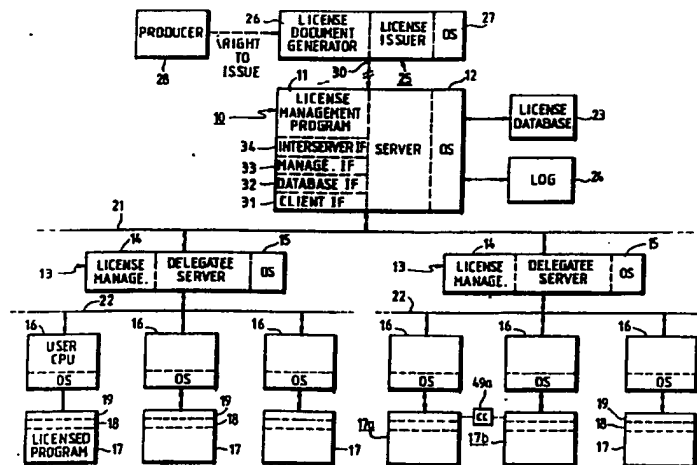 26 LICENSE DOCUMENT GENERATOR LICENSE ISSUER OS 27
PRODUCER
RIGHT TO ISSUE
28
30
25
11
12
10
LICENSE MANAGEMENT PROGRAM
SERVER
OS
LICENSE DATABASE
23
34 INTERSERVER IF
33 MANAGE. IF
32 DATABASE IF
31 CLIENT IF
LOG
24
21
14
15
14
15
13 LICENSE MANAGE. DELEGATEE SERVER OS
13 LICENSE MANAGE. DELEGATEE SERVER OS
22
22
16
16
16
16
16
16
USER CPU
OS
OS
OS
OS
OS
OS
49a
CC
19
18
LICENSED PROGRAM
17
19
18
17
17
17a
17b
19
18
17